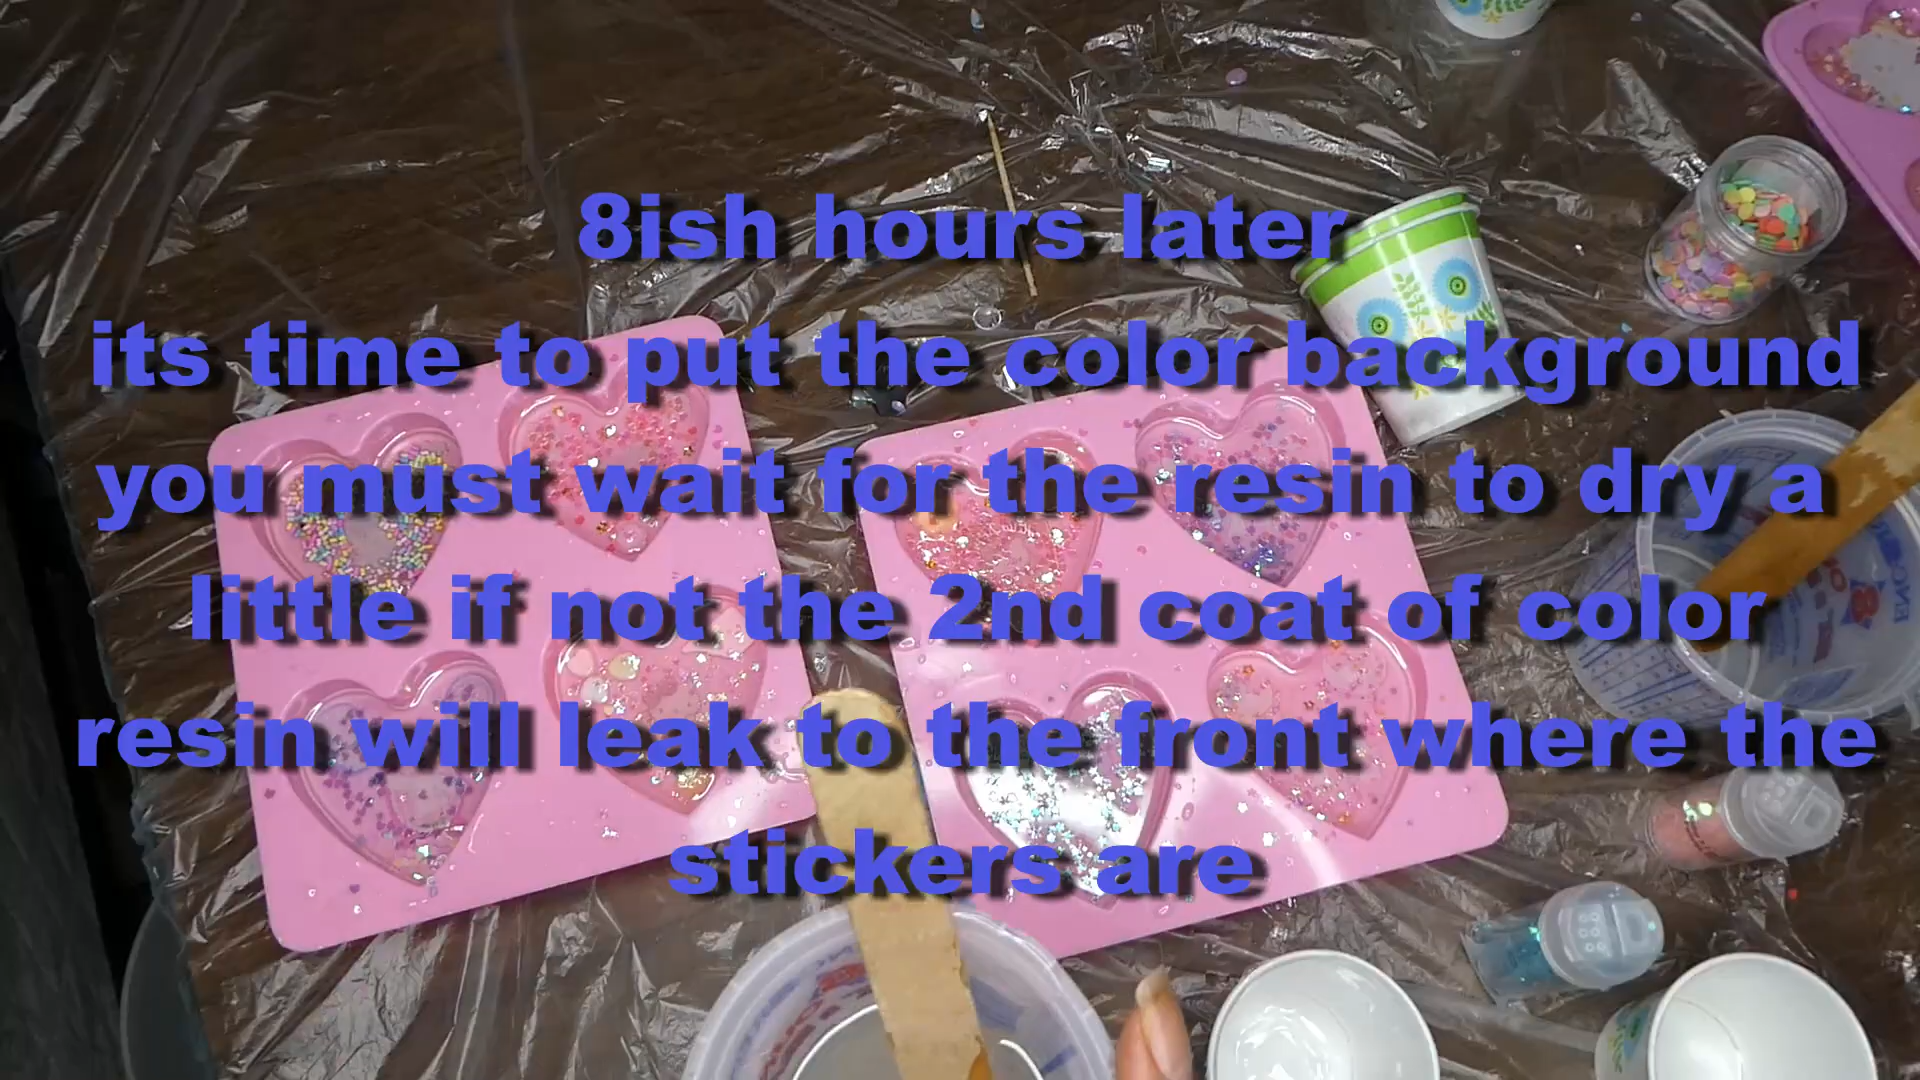 8ish hours later
its time to put the color background
you must wait for the resin to dry a
little if not the 2nd coat of color
resin will leak to the front where the
stickers are